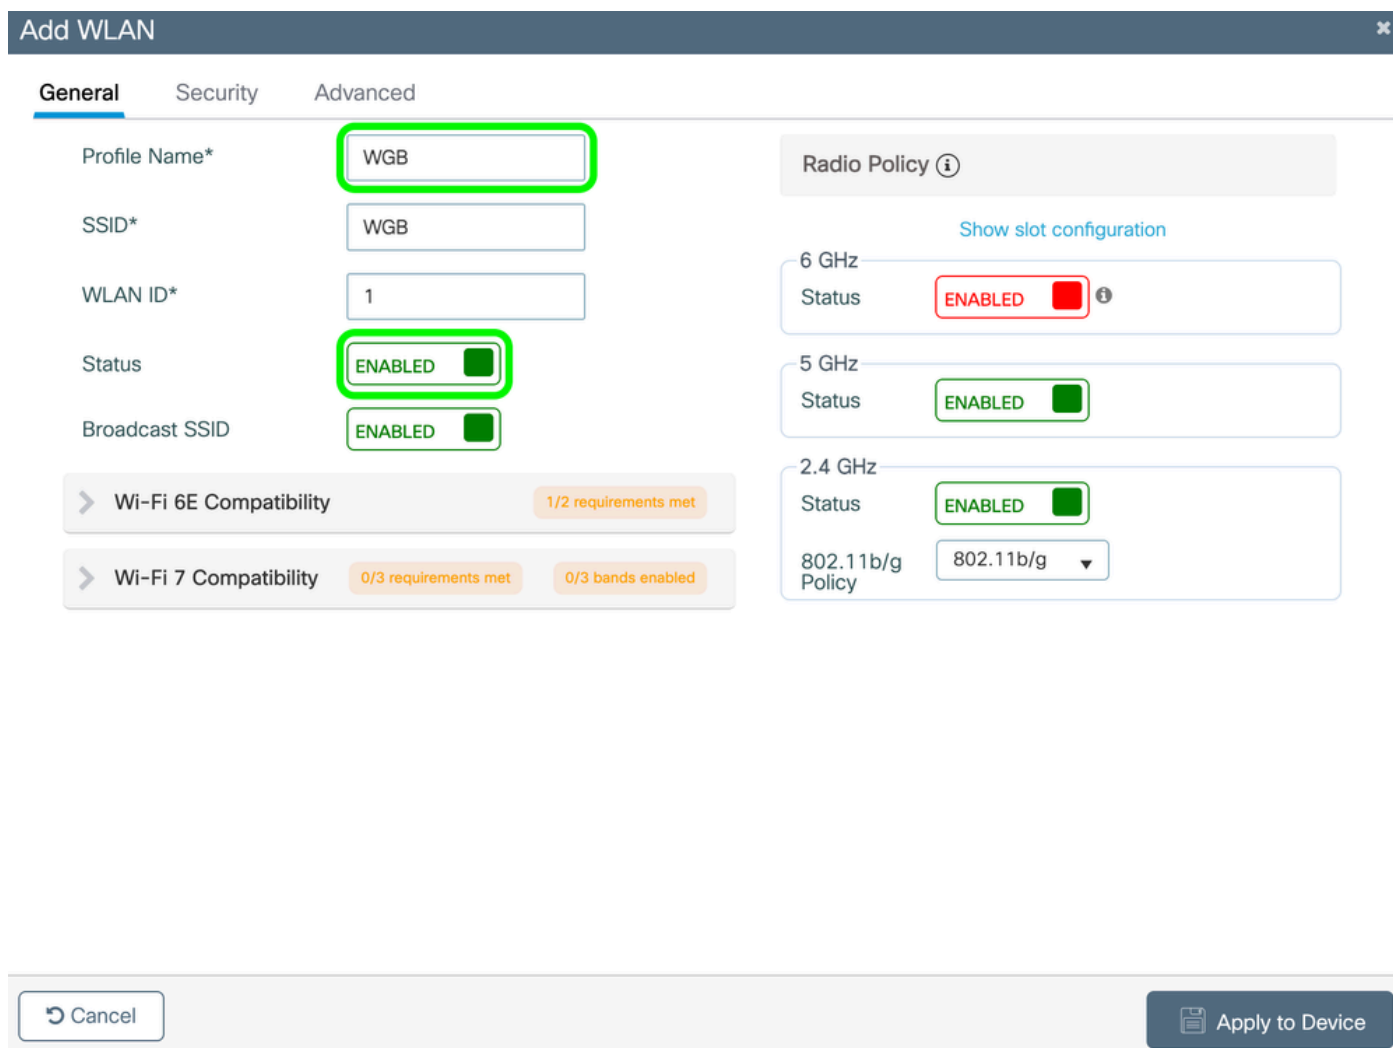 Add WLAN
General Security Advanced
Profile Name* WGB
SSID* WGB
WLAN ID* 1
Status ENABLED
Broadcast SSID ENABLED
Wi-Fi 6E Compatibility 1/2 requirements met
Wi-Fi 7 Compatibility 0/3 requirements met 0/3 bands enabled
Radio Policy
Show slot configuration
6 GHz
Status ENABLED
5 GHz
Status ENABLED
2.4 GHz
Status ENABLED
802.11b/g
Policy
802.11b/g
Cancel
Apply to Device